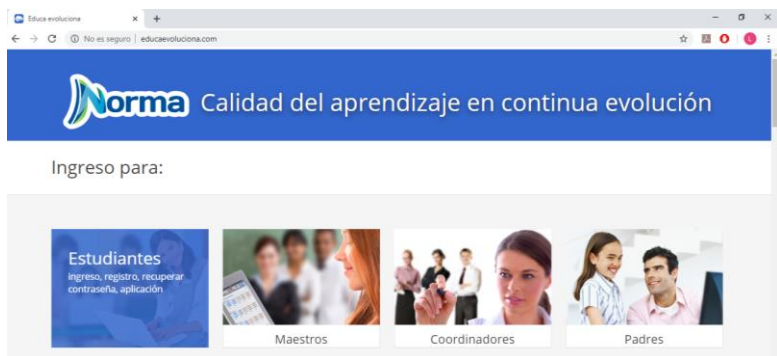 Educa evoluciona
No es seguro | educaevoluciona.com
Norma Calidad del aprendizaje en continua evolución
Ingreso para:
Estudiantes
ingreso, registro, recuperar
contraseña, aplicación
Maestros
Coordinadores
Padres